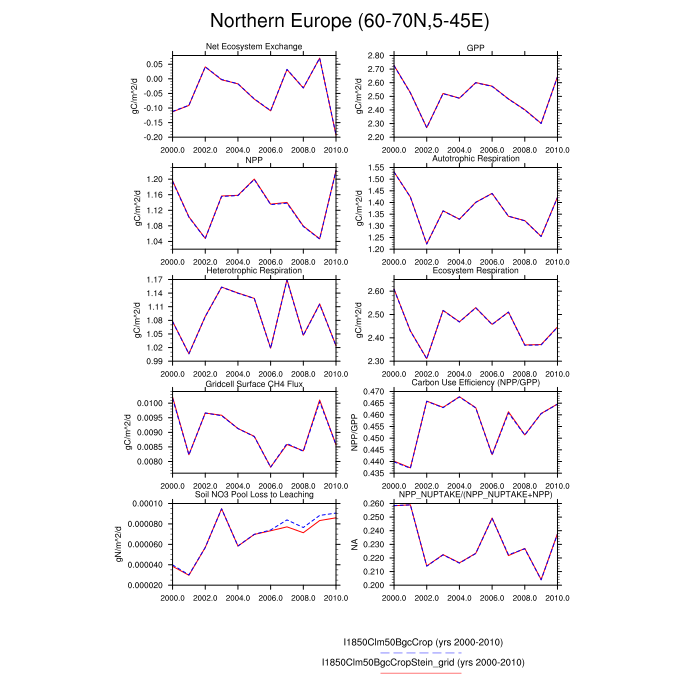 Northern Europe (60-70N,5-45E)
Net Ecosystem Exchange
GPP
gC/m^2/d
0.05
0.00
-0.05
-0.10
-0.15
-0.20
2000.0 2002.0 2004.0 2006.0 2008.0 2010.0
gC/m^2/d
2.80
2.70
2.60
2.50
2.40
2.30
2.20
2000.0 2002.0 2004.0 2006.0 2008.0 2010.0
NPP
Autotrophic Respiration
gC/m^2/d
1.20
1.16
1.12
1.08
1.04
2000.0 2002.0 2004.0 2006.0 2008.0 2010.0
gC/m^2/d
1.55
1.50
1.45
1.40
1.35
1.30
1.25
1.20
2000.0 2002.0 2004.0 2006.0 2008.0 2010.0
Heterotrophic Respiration
Ecosystem Respiration
gC/m^2/d
1.17
1.14
1.11
1.08
1.05
1.02
0.99
2000.0 2002.0 2004.0 2006.0 2008.0 2010.0
gC/m^2/d
2.60
2.50
2.40
2.30
2000.0 2002.0 2004.0 2006.0 2008.0 2010.0
Gridcell Surface CH4 Flux
Carbon Use Efficiency (NPP/GPP)
gC/m^2/d
0.0100
0.0095
0.0090
0.0085
0.0080
2000.0 2002.0 2004.0 2006.0 2008.0 2010.0
NPP/GPP
0.470
0.465
0.460
0.455
0.450
0.445
0.440
0.435
2000.0 2002.0 2004.0 2006.0 2008.0 2010.0
Soil NO3 Pool Loss to Leaching
NPP_NUPTAKE/(NPP_NUPTAKE+NPP)
gN/m^2/d
0.00010
0.000080
0.000060
0.000040
0.000020
2000.0 2002.0 2004.0 2006.0 2008.0 2010.0
NA
0.260
0.250
0.240
0.230
0.220
0.210
0.200
2000.0 2002.0 2004.0 2006.0 2008.0 2010.0
I1850Clm50BgcCrop (yrs 2000-2010)
I1850Clm50BgcCropStein_grid (yrs 2000-2010)